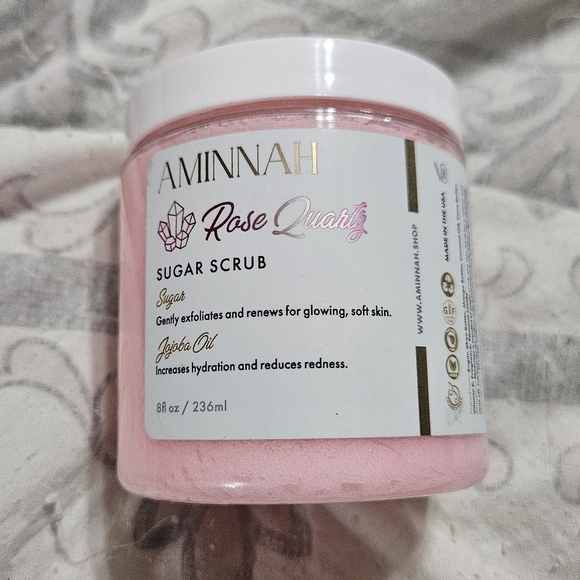 AMINNAH
Rose Quartz
SUGAR SCRUB
Sugar
Gently exfoliates and renews for glowing, soft skin.
Jojoba Oil
Increases hydration and reduces redness.
8fl oz / 236ml
WWW.AMINNAH.SHOP
MADE IN THE USA